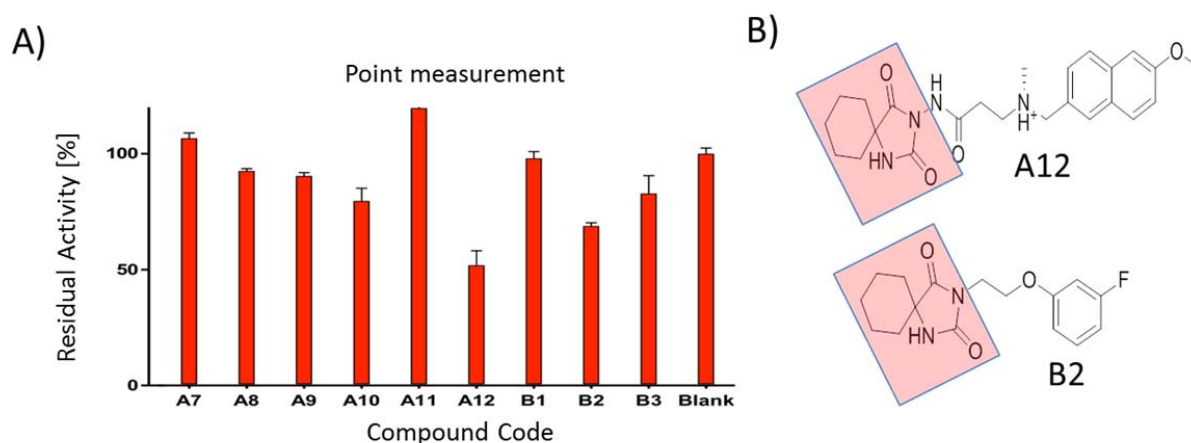 A)
Point measurement
Residual Activity [%]
100
50
0
A7 A8 A9 A10 A11 A12 B1 B2 B3 Blank
Compound Code
B)
O
O
H
N
N
HN
O
O
N
H+
A12
O
N
O
F
HN
O
B2